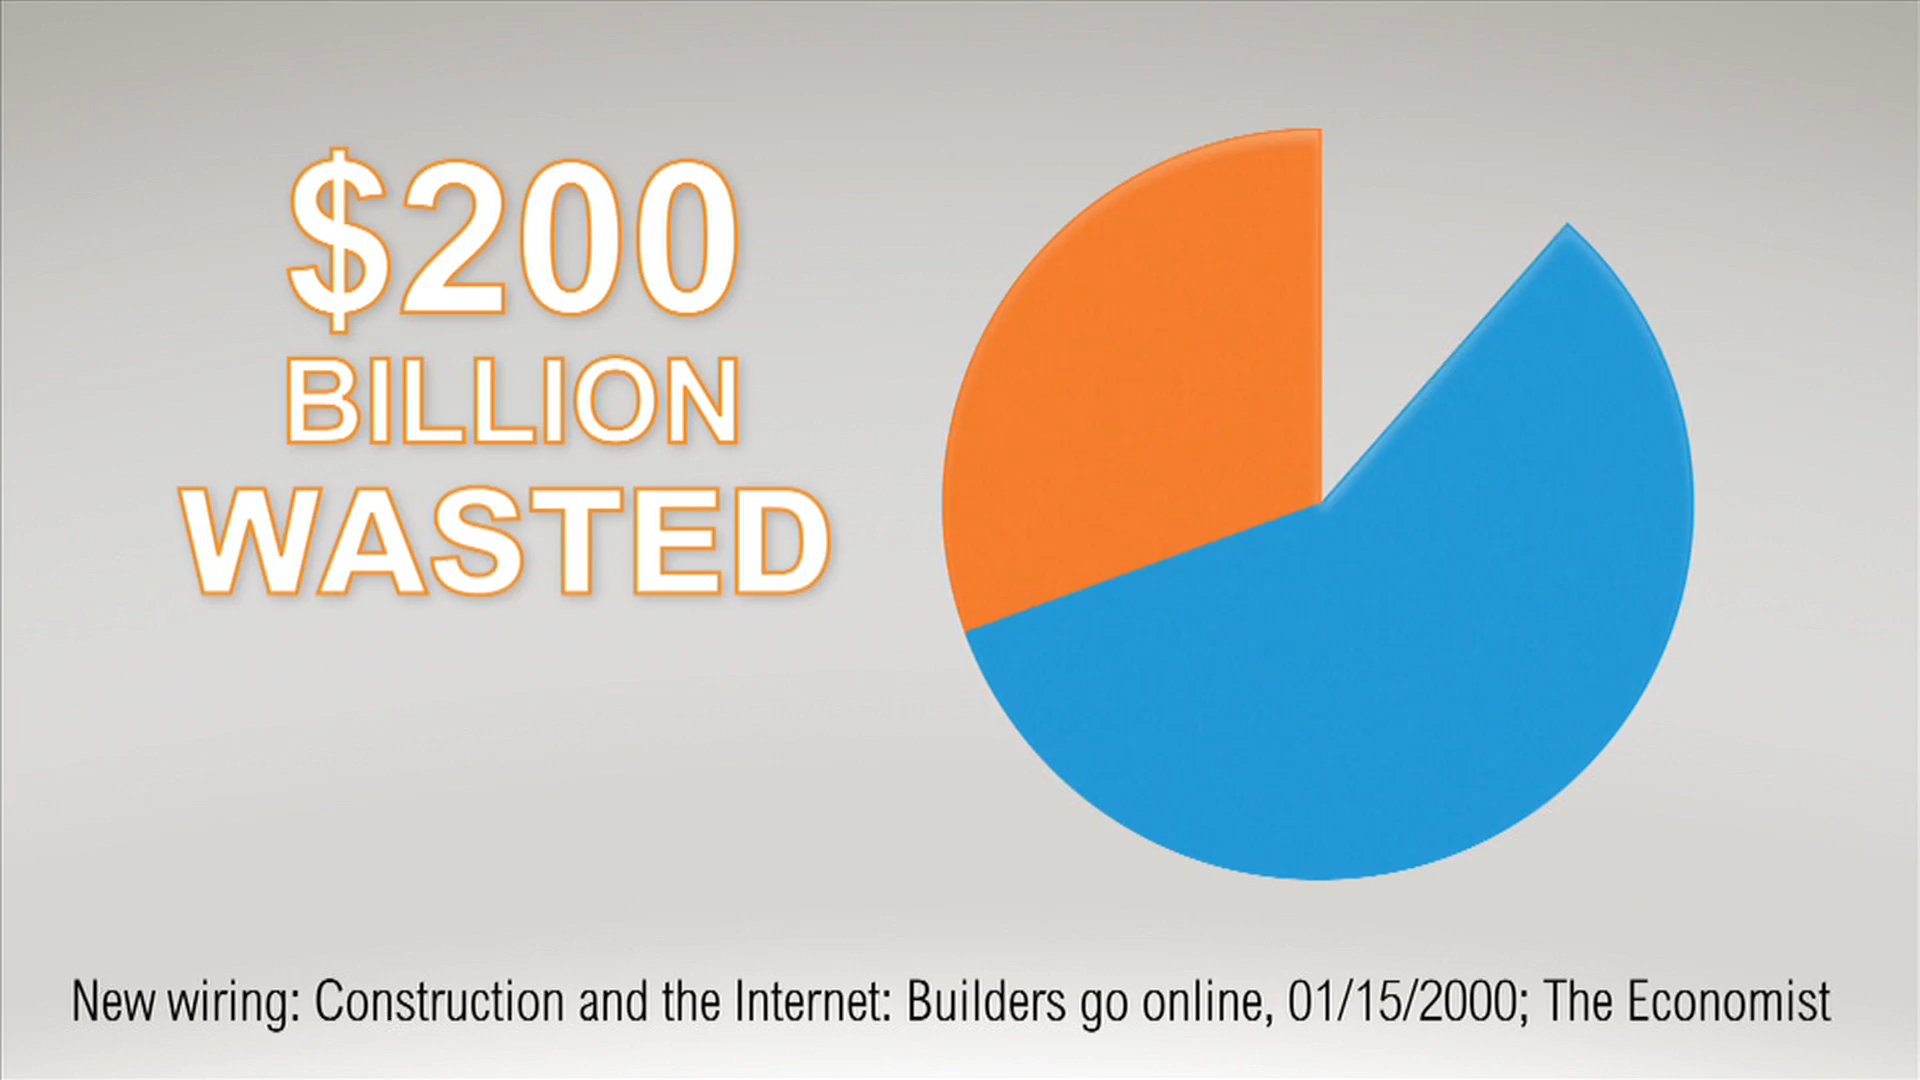 $200
BILLION
WASTED
New wiring: Construction and the Internet: Builders go online, 01/15/2000; The Economist